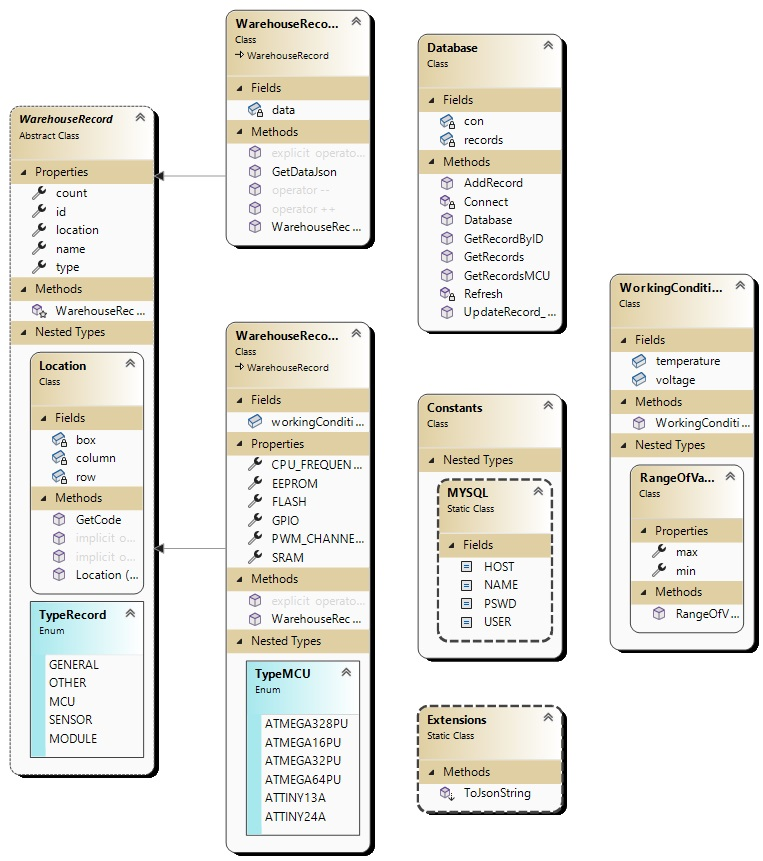 WarehouseRecord
Abstract Class
Properties
count
id
location
name
type
Methods
WarehouseRec...
Nested Types
Location
Class
Fields
box
column
row
Methods
GetCode
implicit o...
implicit o...
Location (...
TypeRecord
Enum
GENERAL
OTHER
MCU
SENSOR
MODULE
WarehouseReco...
Class
WarehouseRecord
Fields
data
Methods
explicit operato...
GetDataJson
operator --
operator ++
WarehouseRec...
WarehouseReco...
Class
WarehouseRecord
Fields
workingConditi...
Properties
CPU_FREQUEN...
EEPROM
FLASH
GPIO
PWM_CHANNE...
SRAM
Methods
explicit operato...
WarehouseRec...
Nested Types
TypeMCU
Enum
ATMEGA328PU
ATMEGA16PU
ATMEGA32PU
ATMEGA64PU
ATTINY13A
ATTINY24A
Database
Class
Fields
con
records
Methods
AddRecord
Connect
Database
GetRecordByID
GetRecords
GetRecordsMCU
Refresh
UpdateRecord_...
Constants
Class
Nested Types
MYSQL
Static Class
Fields
HOST
NAME
PSWD
USER
Extensions
Static Class
Methods
ToJsonString
WorkingConditi...
Class
Fields
temperature
voltage
Methods
WorkingConditi...
Nested Types
RangeOfVa...
Class
Properties
max
min
Methods
RangeOfV...